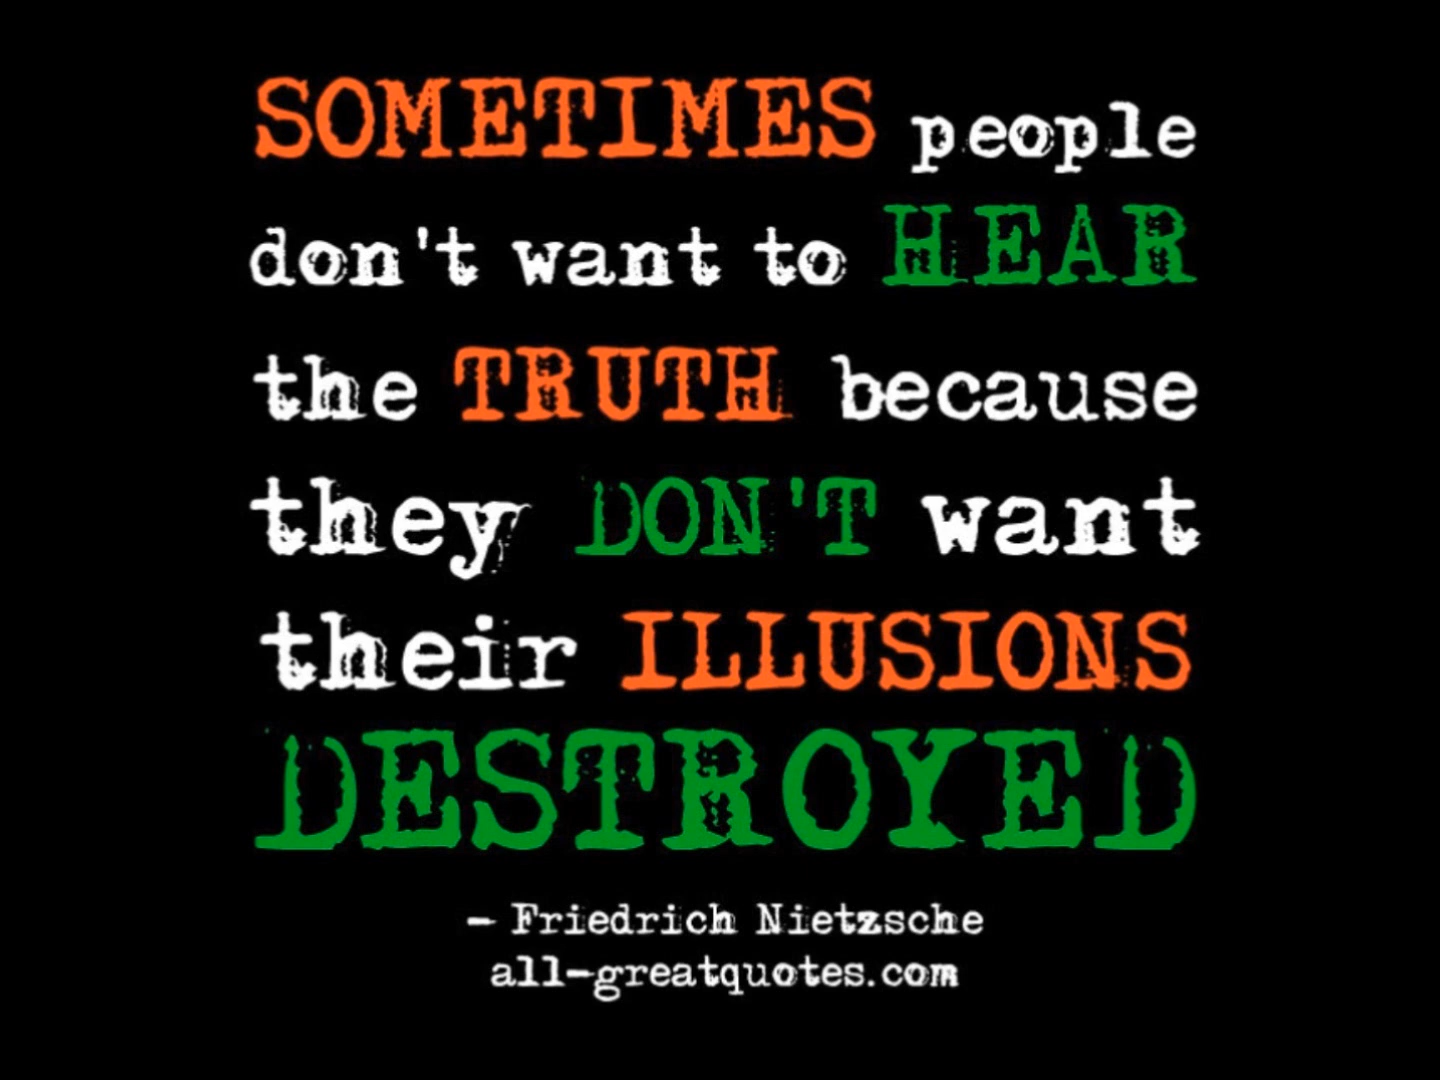 SOMETIMES people
don't want to HEAR
the TRUTH because
they DON'T want
their ILLUSIONS
DESTROYED
- Friedrich Nietzsche
all-greatquotes.com